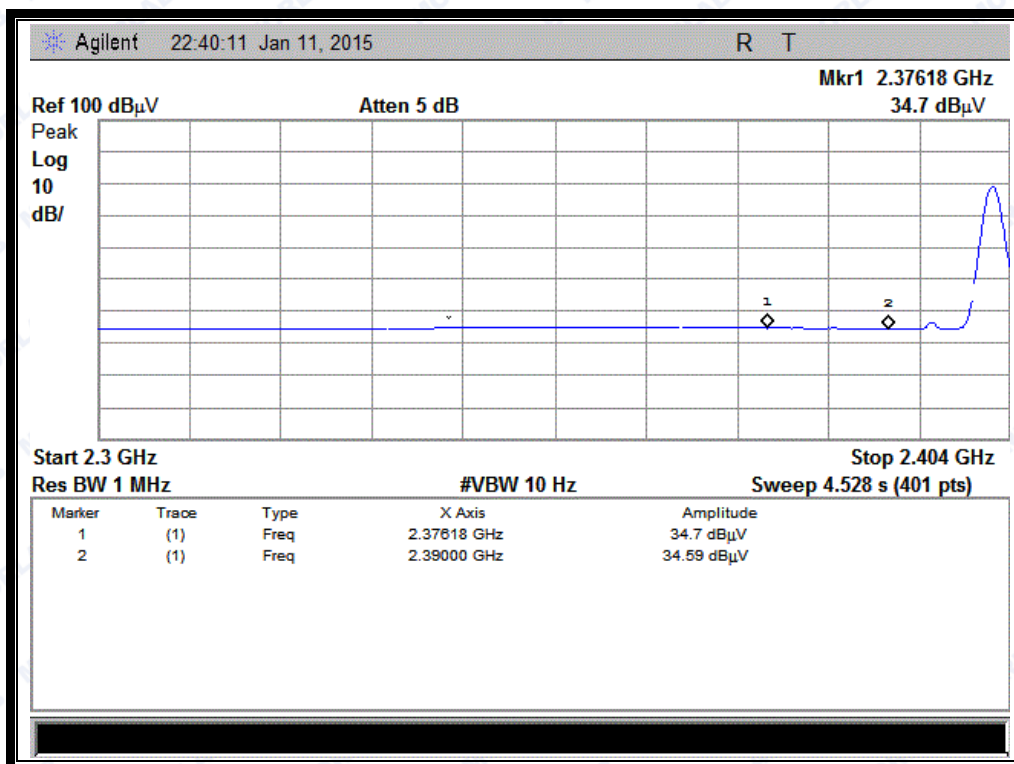 Agilent 22:40:11 Jan 11, 2015 R T
Mkr1 2.37618 GHz
Ref 100 dBμV Atten 5 dB 34.7 dBμV
Peak
Log
10
dB/
1 2
Start 2.3 GHz Stop 2.404 GHz
Res BW 1 MHz #VBW 10 Hz Sweep 4.528 s (401 pts)
Marker Trace Type X Axis Amplitude
1 (1) Freq 2.37618 GHz 34.7 dBμV
2 (1) Freq 2.39000 GHz 34.59 dBμV